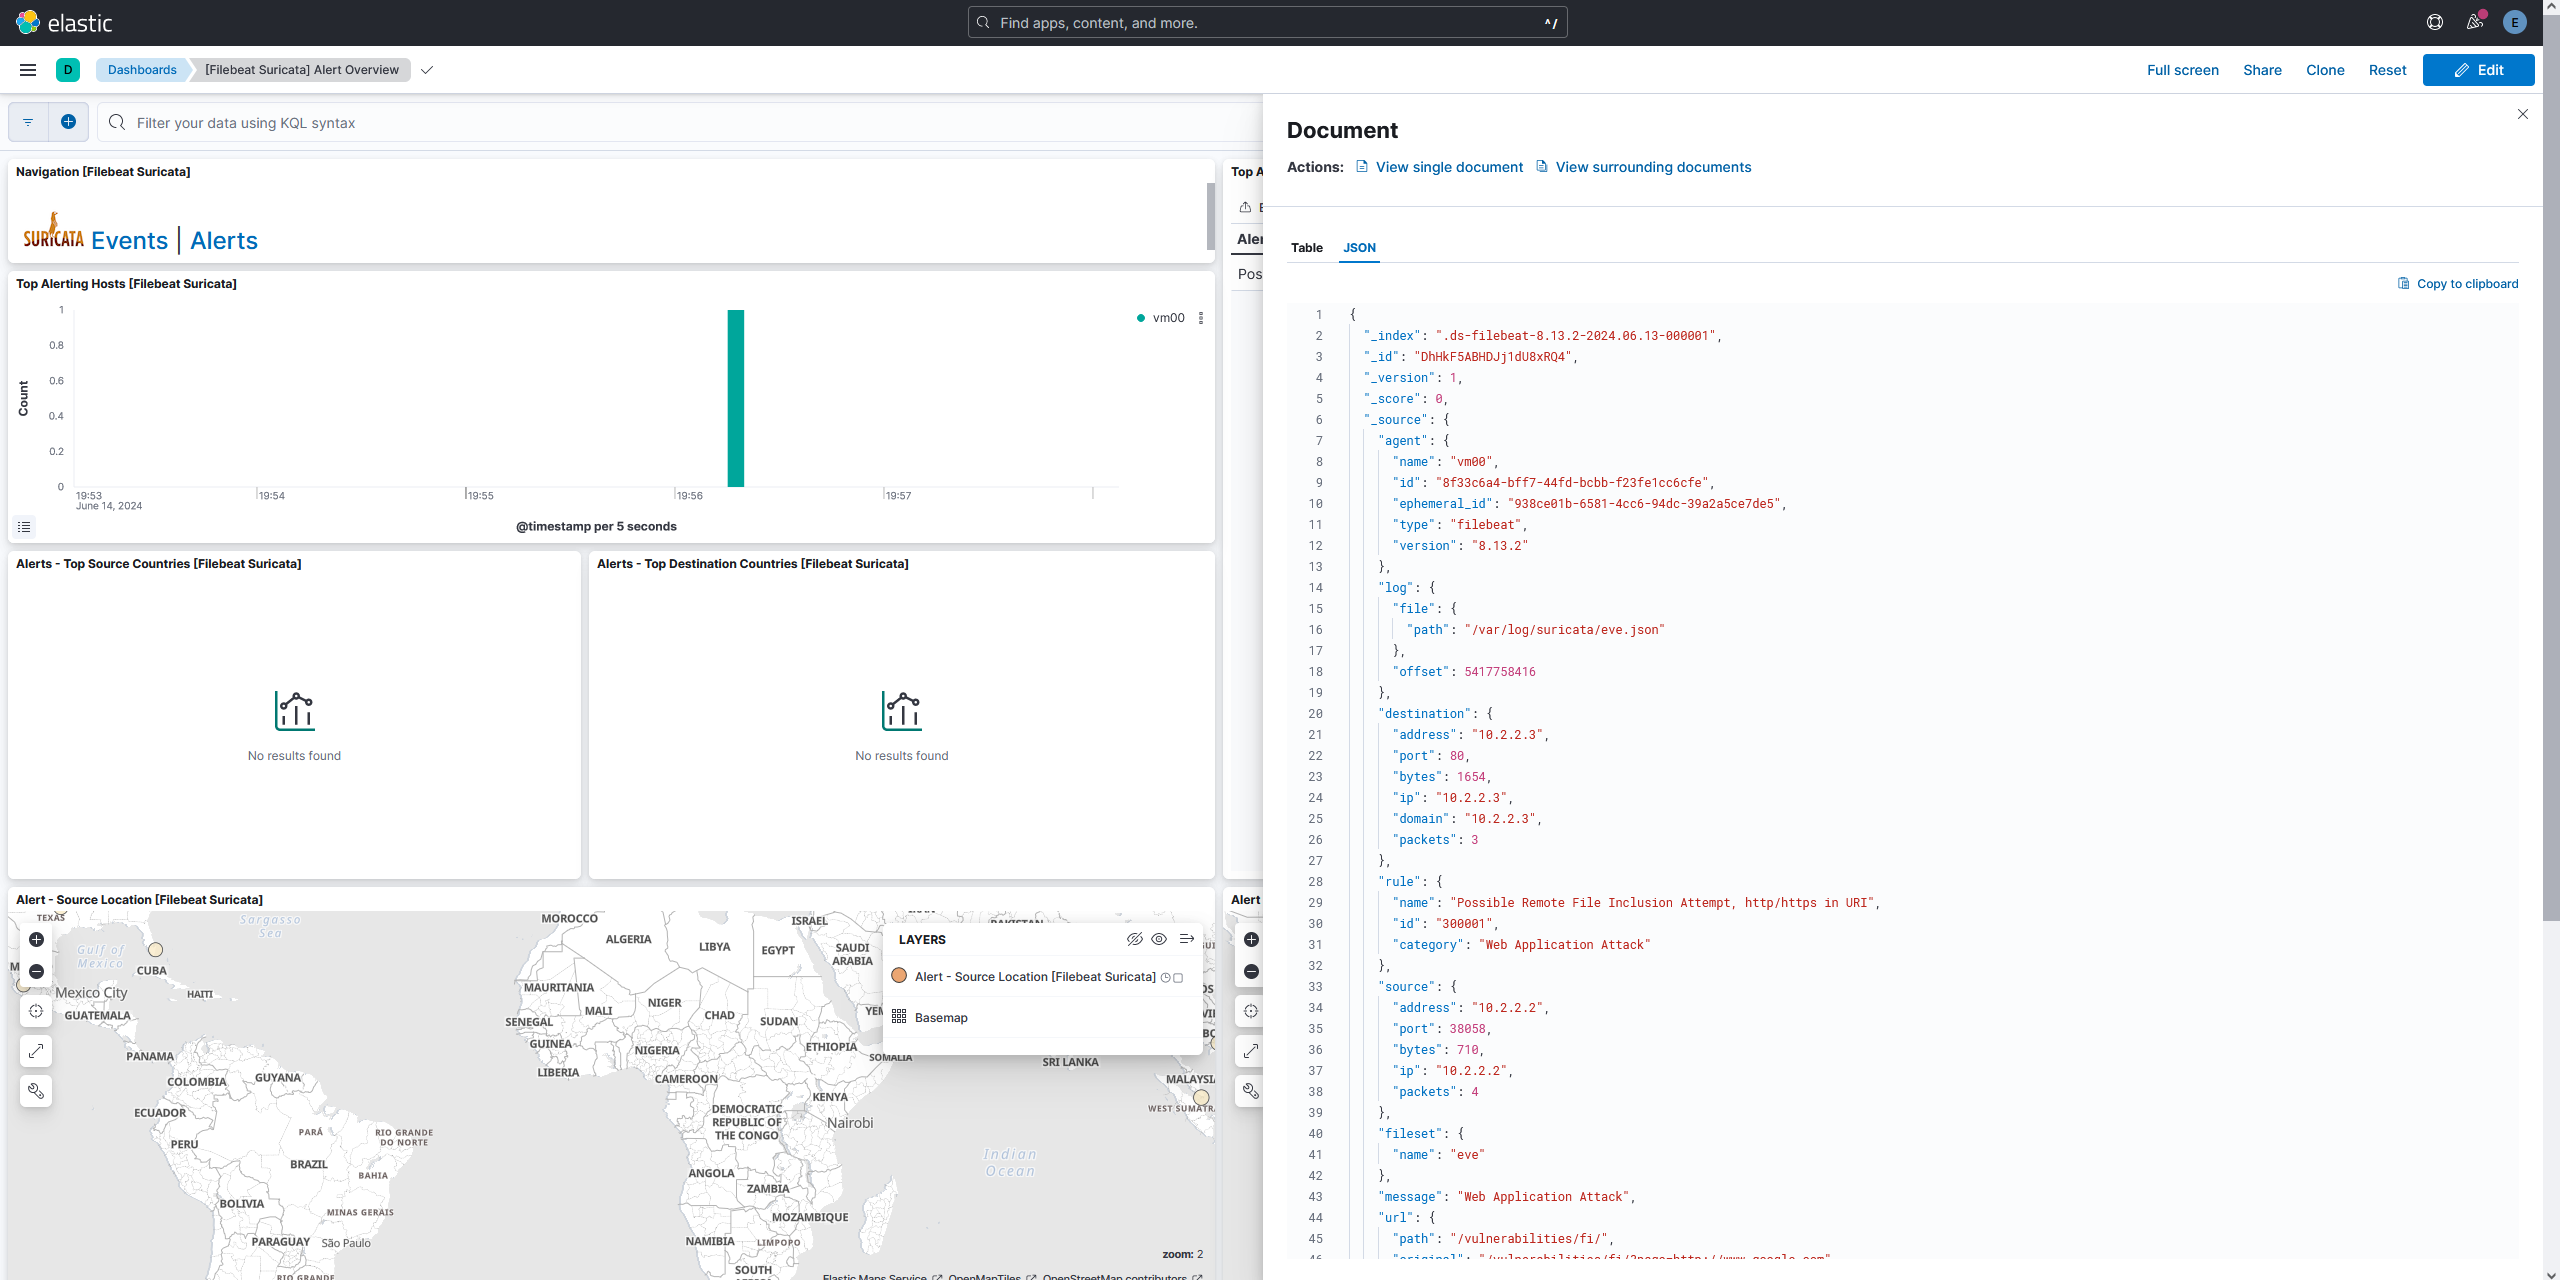 elastic
Find apps, content, and more.
^/
E
D
Dashboards
[Filebeat Suricata] Alert Overview
Full screen
Share
Clone
Reset
Edit
Filter your data using KQL syntax
Navigation [Filebeat Suricata]
SURICATA
Events | Alerts
Top Alerting Hosts [Filebeat Suricata]
1
0.8
0.6
0.4
0.2
0
Count
19:53
June 14, 2024
19:54
19:55
19:56
19:57
@timestamp per 5 seconds
vm00
Alerts - Top Source Countries [Filebeat Suricata]
No results found
Alerts - Top Destination Countries [Filebeat Suricata]
No results found
Alert - Source Location [Filebeat Suricata]
TEXAS
Sargasso
Sea
Gulf of
Mexico
CUBA
Mexico City
HAITI
GUATEMALA
PANAMA
COLOMBIA
GUYANA
ECUADOR
PARÁ
RIO GRANDE
DO NORTE
PERU
BRAZIL
BAHIA
BOLIVIA
MINAS GERAIS
PARAGUAY
São Paulo
RIO GRANDE
MOROCCO
ISRAEL
ALGERIA
LIBYA
EGYPT
SAUDI
ARABIA
MAURITANIA
MALI
NIGER
CHAD
SUDAN
SENEGAL
GUINEA
NIGERIA
ETHIOPIA
LIBERIA
CAMEROON
SOMALIA
KENYA
DEMOCRATIC
REPUBLIC OF
THE CONGO
Nairobi
ANGOLA
ZAMBIA
MOZAMBIQUE
NAMIBIA
LIMPOPO
SOUTH
Indian
Ocean
SRI LANKA
MALAYSI
WEST SUMATR
LAYERS
Alert - Source Location [Filebeat Suricata]
Basemap
zoom: 2
Elastic Maps Service
OpenMapTiles
OpenStreetMap contributors
Top A
E
Aler
Pos
Alert
Document
Actions:
View single document
View surrounding documents
Table
JSON
Copy to clipboard
1 {
2 "_index": ".ds-filebeat-8.13.2-2024.06.13-000001",
3 "_id": "DhHkF5ABHDJj1dU8xRQ4",
4 "_version": 1,
5 "_score": 0,
6 "_source": {
7 "agent": {
8 "name": "vm00",
9 "id": "8f33c6a4-bff7-44fd-bcbb-f23fe1cc6cfe",
10 "ephemeral_id": "938ce01b-6581-4cc6-94dc-39a2a5ce7de5",
11 "type": "filebeat",
12 "version": "8.13.2"
13 },
14 "log": {
15 "file": {
16 "path": "/var/log/suricata/eve.json"
17 },
18 "offset": 5417758416
19 },
20 "destination": {
21 "address": "10.2.2.3",
22 "port": 80,
23 "bytes": 1654,
24 "ip": "10.2.2.3",
25 "domain": "10.2.2.3",
26 "packets": 3
27 },
28 "rule": {
29 "name": "Possible Remote File Inclusion Attempt, http/https in URI",
30 "id": "300001",
31 "category": "Web Application Attack"
32 },
33 "source": {
34 "address": "10.2.2.2",
35 "port": 38058,
36 "bytes": 710,
37 "ip": "10.2.2.2",
38 "packets": 4
39 },
40 "fileset": {
41 "name": "eve"
42 },
43 "message": "Web Application Attack",
44 "url": {
45 "path": "/vulnerabilities/fi/",
46 "original": "/vulnerabilities/fi/?page=http://www.google.com"